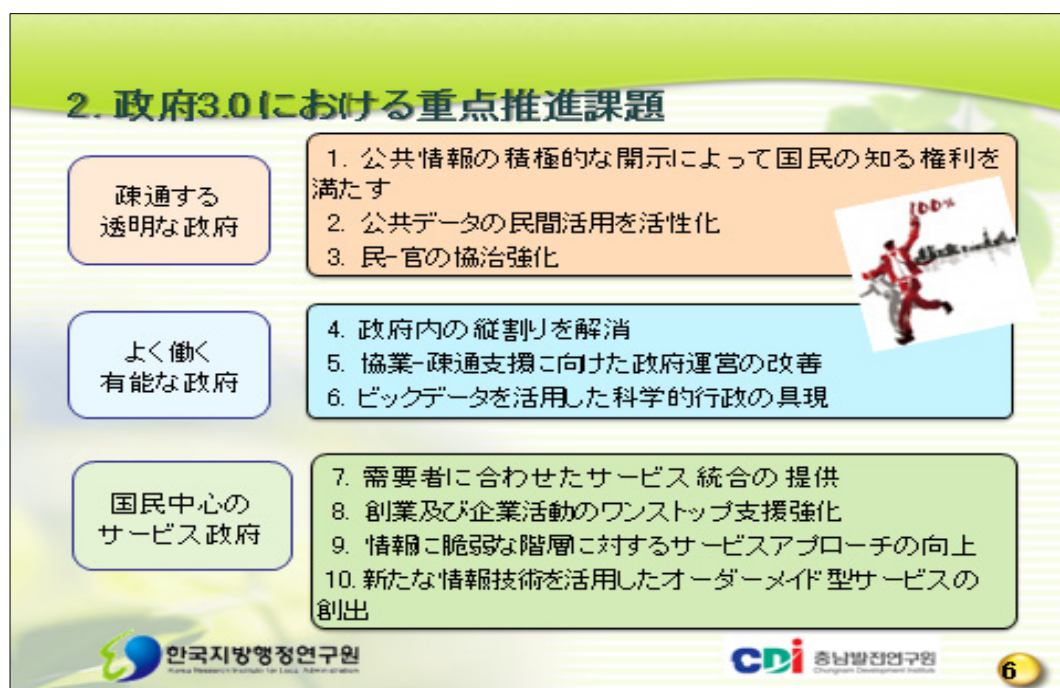 2. 政府3.0における重点推進課題
疎通する
透明な政府
1. 公共情報の積極的な開示によって国民の知る権利を
満たす
2. 公共データの民間活用を活性化
3. 民-官の協治強化
100%
よく働く
有能な政府
4. 政府内の縦割りを解消
5. 協業-疎通支援に向けた政府運営の改善
6. ビックデータを活用した科学的行政の具現
国民中心の
サービス政府
7. 需要者に合わせたサービス統合の提供
8. 創業及び企業活動のワンストップ支援強化
9. 情報に脆弱な階層に対するサービスアプローチの向上
10. 新たな情報技術を活用したオーダーメイド型サービスの
創出
한국지방행정연구원
Korea Research Institute for Local Administration
CDi 충남발전연구원
Chungnam Development Institute
6